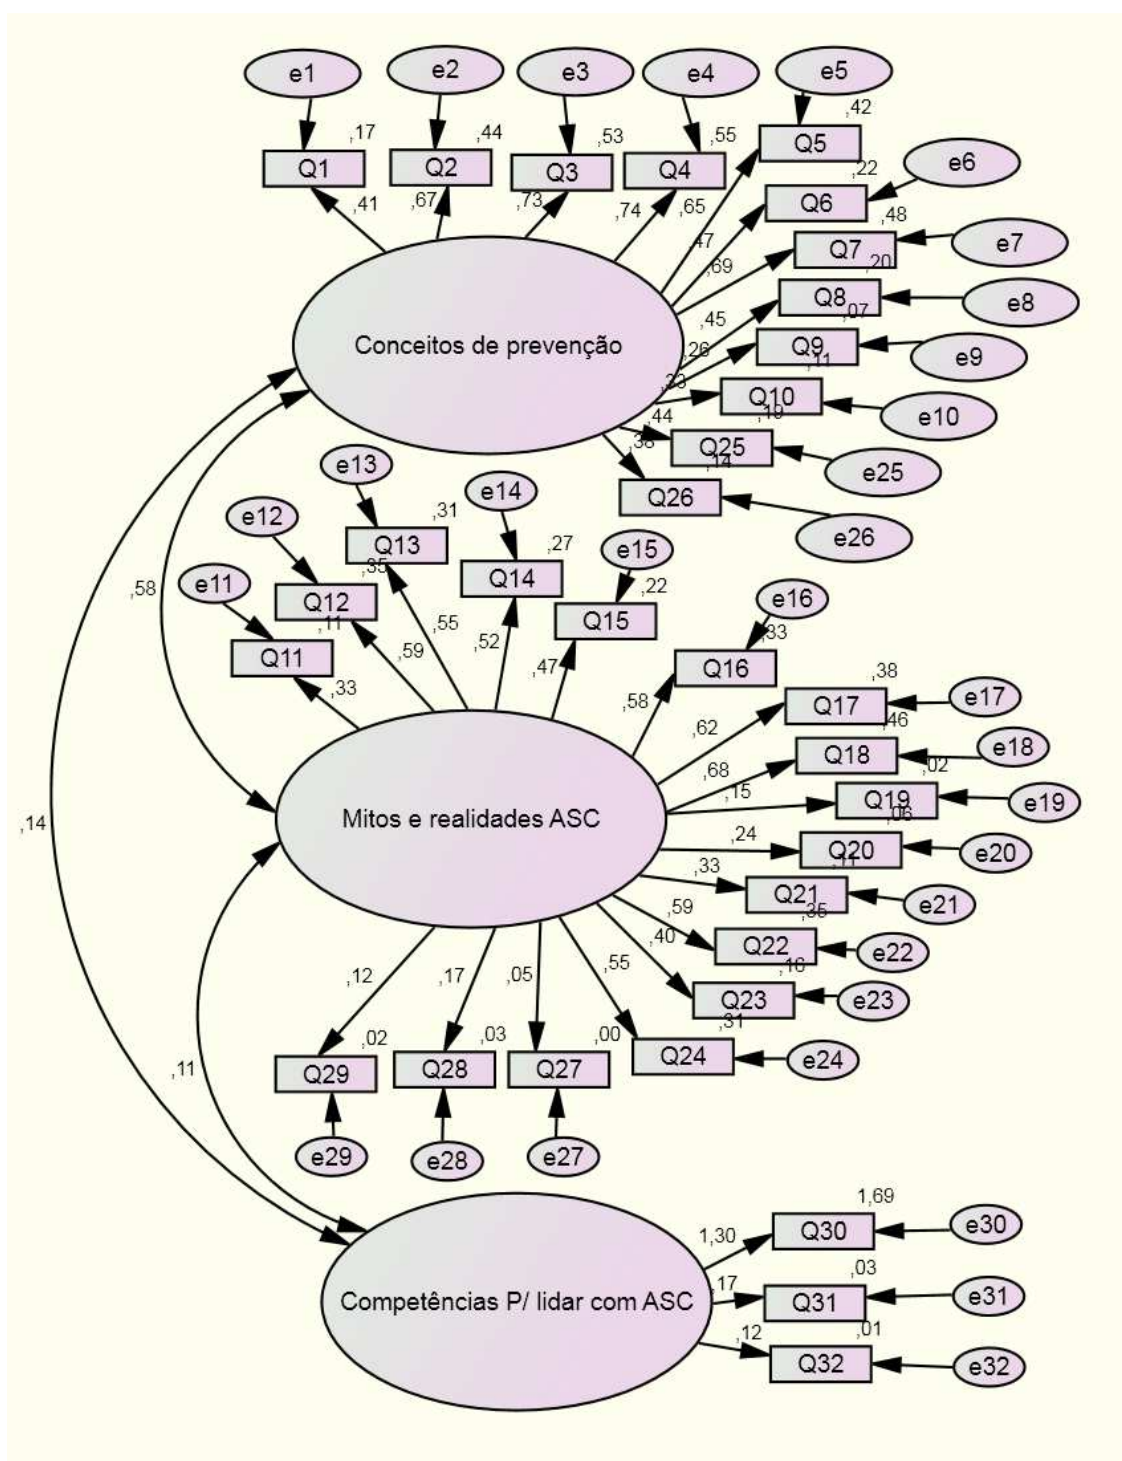 e1
e2
e3
e4
e5
,17
,44
,53
,55
,42
Q1
Q2
Q3
Q4
Q5
,41
,67
,73
,74
,65
e6
,22
Q6
,47
e7
,48
Q7
,69
e8
,20
Q8
,45
e9
,07
Q9
,26
e10
,11
Q10
,33
e25
,19
Q25
,44
e26
,14
Q26
,38
Conceitos de prevenção
e13
e14
e12
e15
e11
,31
Q13
,27
Q14
,35
Q12
,22
Q15
,11
Q11
,58
,55
,52
,59
,47
,33
e16
,33
Q16
,58
e17
,38
Q17
,62
e18
,46
Q18
,68
e19
,02
Q19
,15
e20
,06
Q20
,24
e21
,11
Q21
,33
e22
,35
Q22
,59
e23
,16
Q23
,40
e24
,31
Q24
,55
Mitos e realidades ASC
,14
,12
,17
,05
,02
,03
,00
Q29
Q28
Q27
e29
e28
e27
,11
1,69
e30
Q30
1,30
,03
e31
Q31
,17
,01
e32
Q32
,12
Competências P/ lidar com ASC